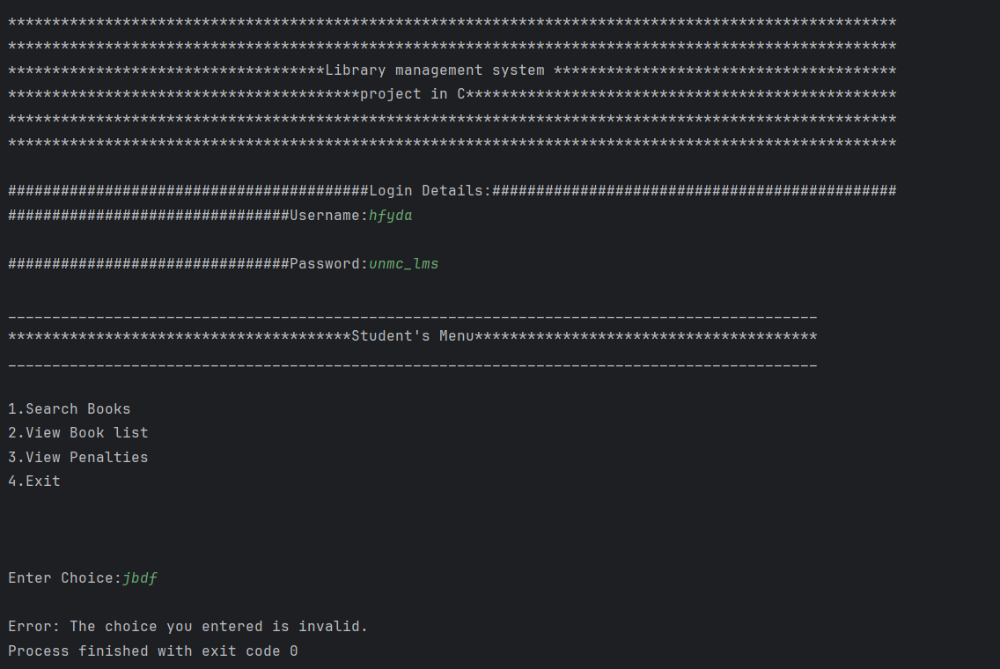 *****************************************************************************************************
*****************************************************************************************************
************************************Library management system ***************************************
****************************************project in C*************************************************
*****************************************************************************************************
*****************************************************************************************************
#########################################Login Details:##############################################
################################Username:hfyda
################################Password:unmc_lms
____________________________________________________________________________________________
***************************************Student's Menu***************************************
____________________________________________________________________________________________
1.Search Books
2.View Book list
3.View Penalties
4.Exit
Enter Choice:jbdf
Error: The choice you entered is invalid.
Process finished with exit code 0